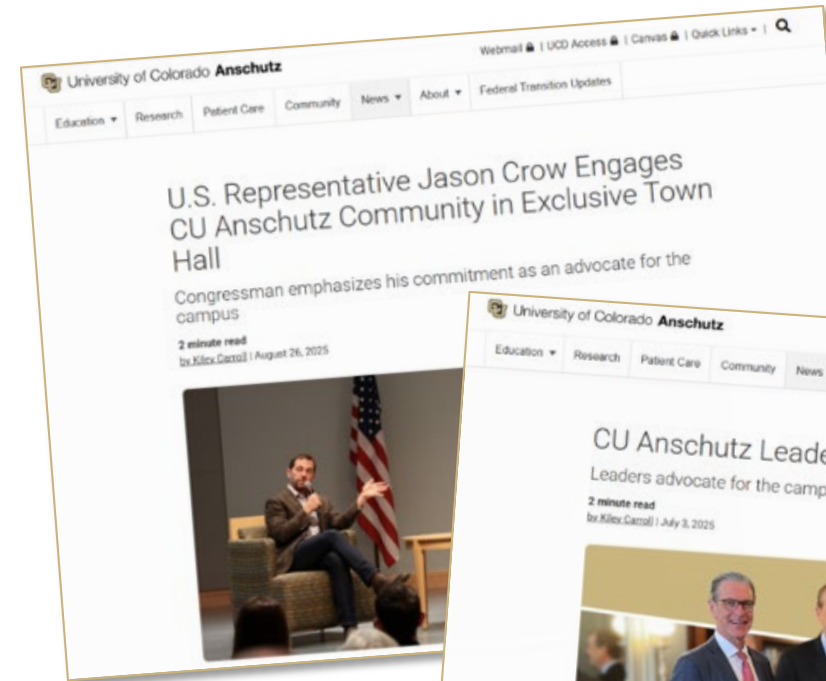 University of Colorado Anschutz
Webmail | UCD Access | Canvas | Quick Links |
Education Research Patient Care Community News About Federal Transition Updates
U.S. Representative Jason Crow Engages
CU Anschutz Community in Exclusive Town
Hall
Congressman emphasizes his commitment as an advocate for the
campus
2 minute read
by Kiley Carroll | August 26, 2025
University of Colorado Anschutz
Education Research Patient Care Community News
CU Anschutz Leade
Leaders advocate for the camp
2 minute read
by Kiley Carroll | July 3, 2025